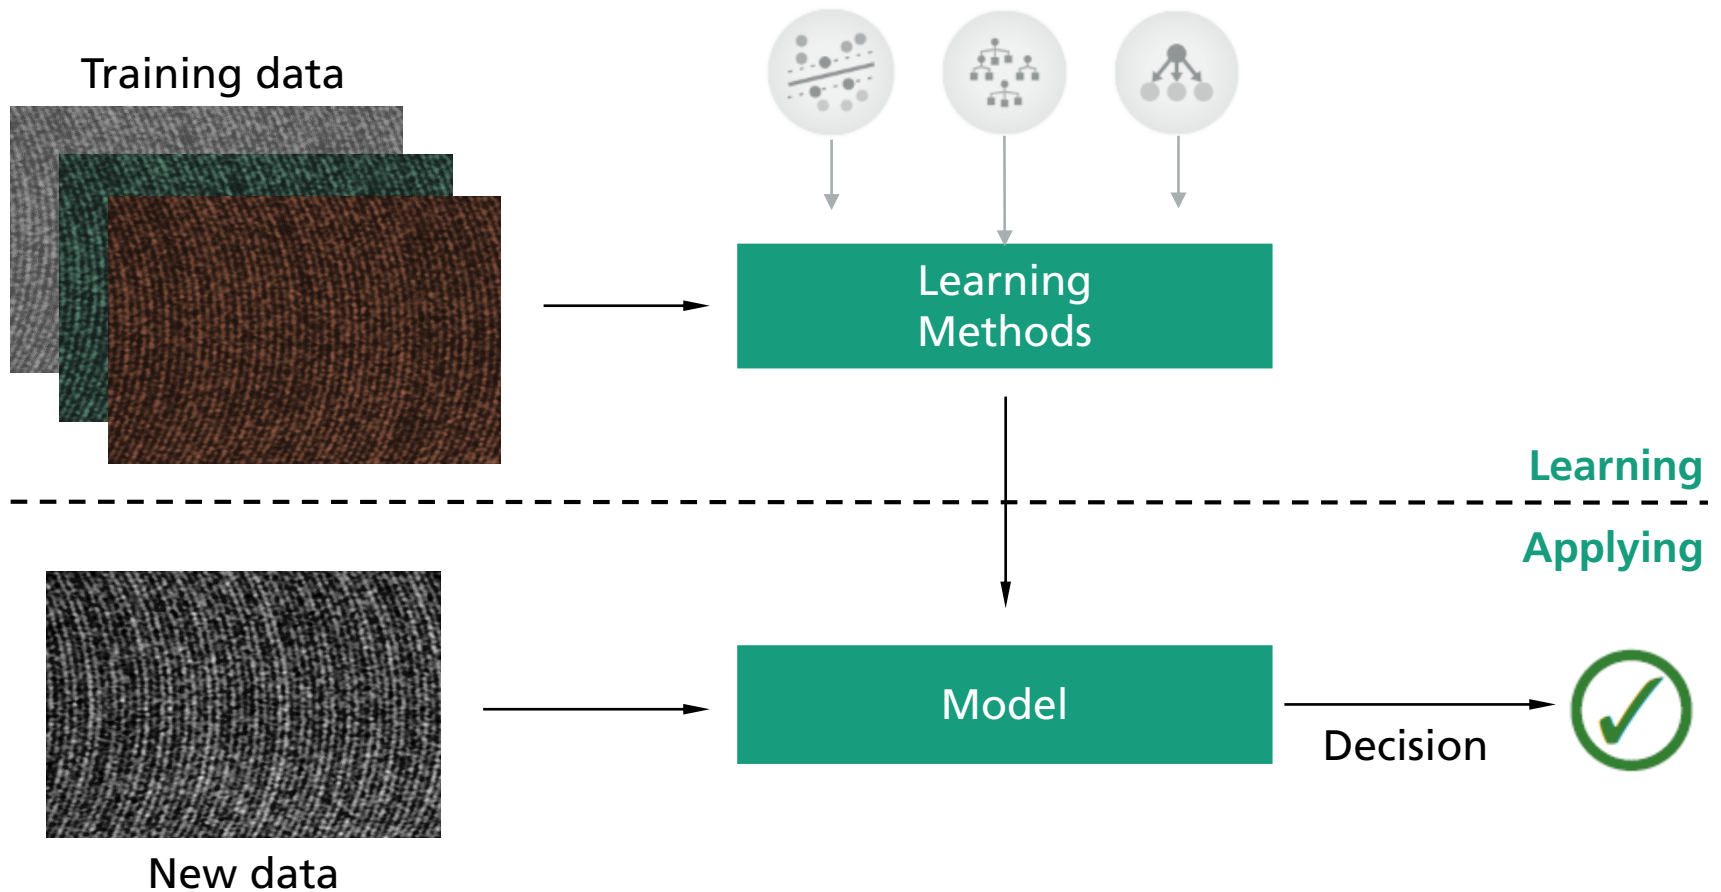 Training data
Learning
Methods
Learning
Applying
Model
Decision
New data